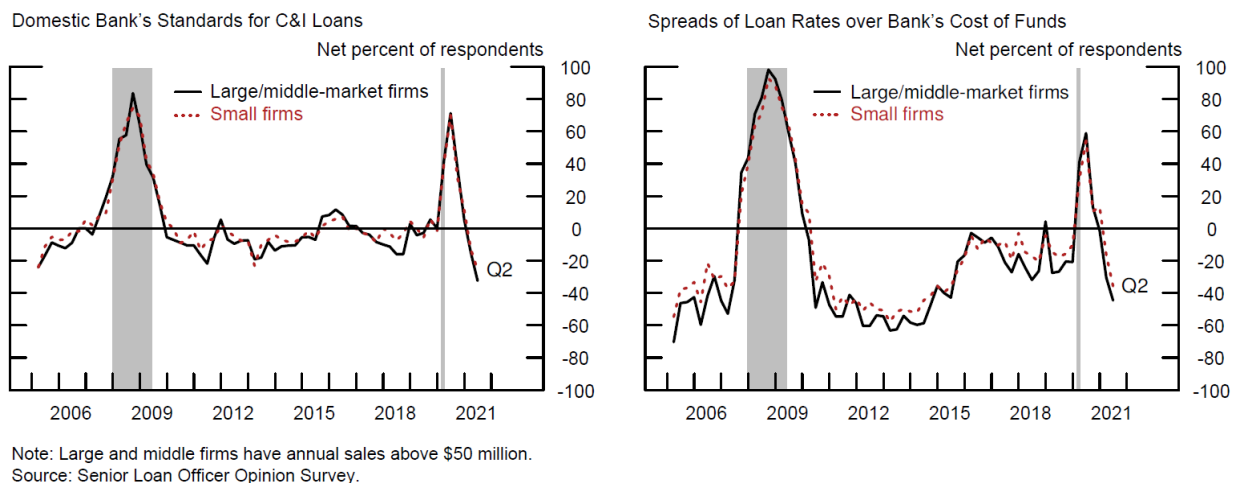 Domestic Bank's Standards for C&I Loans
Net percent of respondents
Large/middle-market firms
Small firms
100
80
60
40
20
0
-20
-40
-60
-80
-100
Q2
2006 2009 2012 2015 2018 2021
Spreads of Loan Rates over Bank's Cost of Funds
Net percent of respondents
Large/middle-market firms
Small firms
100
80
60
40
20
0
-20
-40
-60
-80
-100
Q2
2006 2009 2012 2015 2018 2021
Note: Large and middle firms have annual sales above $50 million.
Source: Senior Loan Officer Opinion Survey.